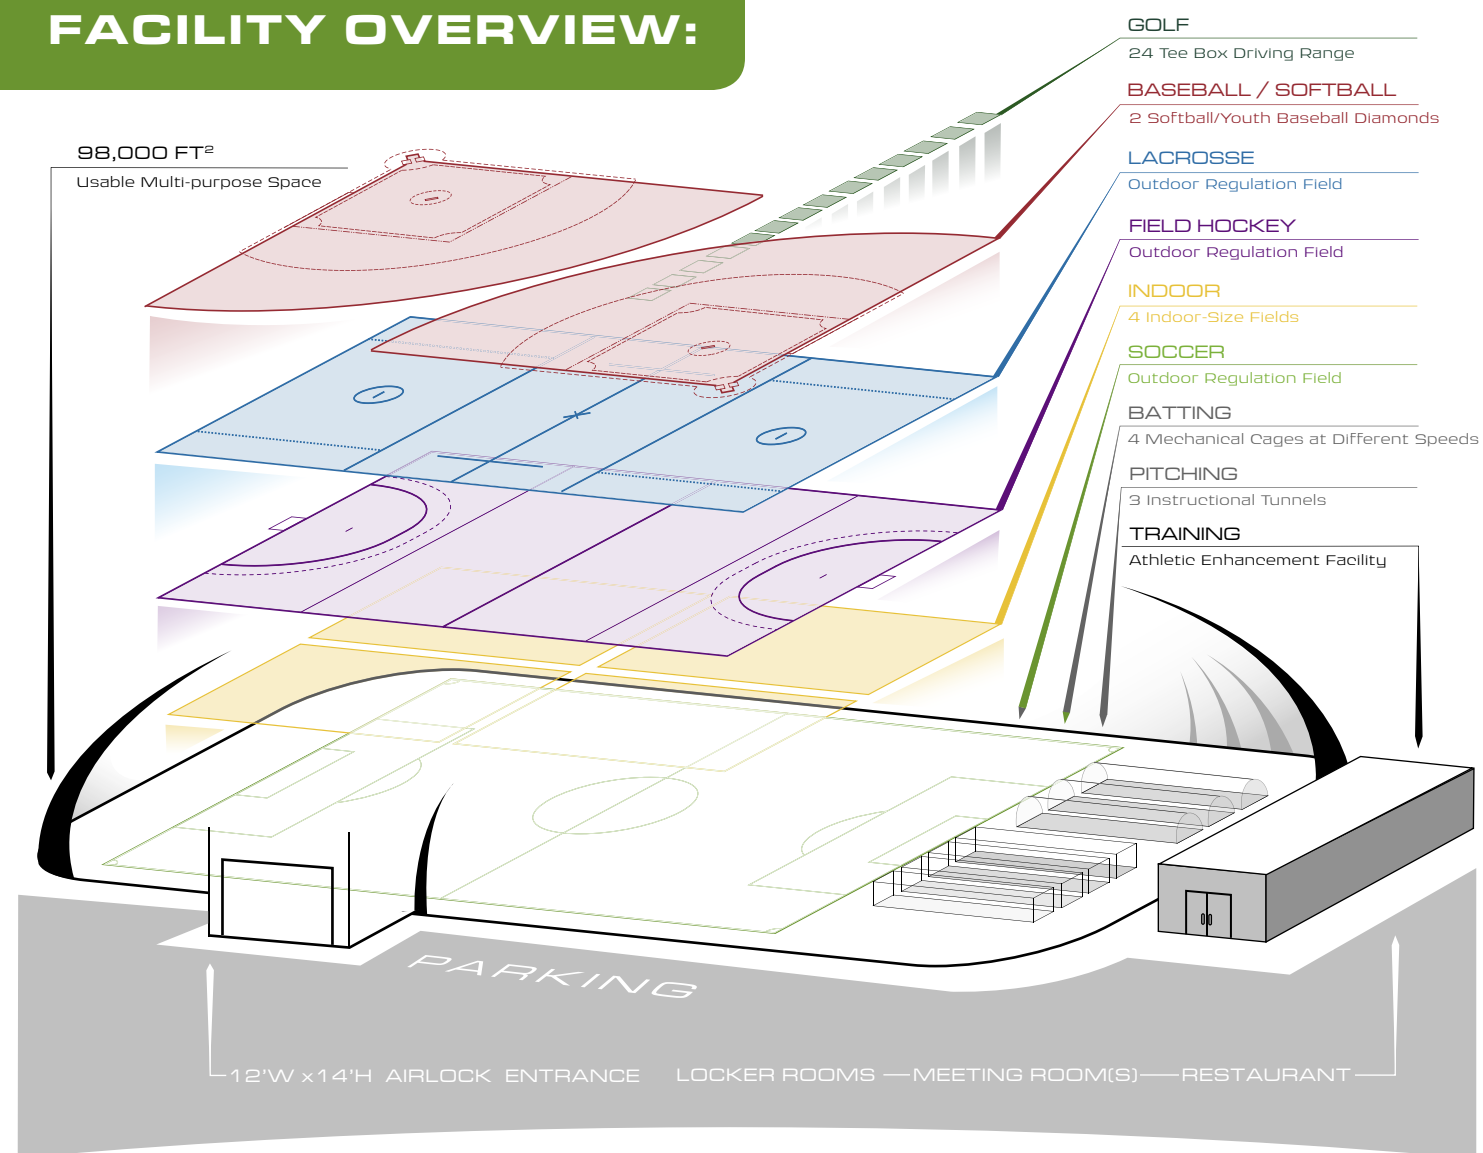 FACILITY OVERVIEW:
98,000 FT²
Usable Multi-purpose Space
GOLF
24 Tee Box Driving Range
BASEBALL / SOFTBALL
2 Softball/Youth Baseball Diamonds
LACROSSE
Outdoor Regulation Field
FIELD HOCKEY
Outdoor Regulation Field
INDOOR
4 Indoor-Size Fields
SOCCER
Outdoor Regulation Field
BATTING
4 Mechanical Cages at Different Speeds
PITCHING
3 Instructional Tunnels
TRAINING
Athletic Enhancement Facility
PARKING
12'W x14'H AIRLOCK ENTRANCE
LOCKER ROOMS — MEETING ROOM(S) — RESTAURANT